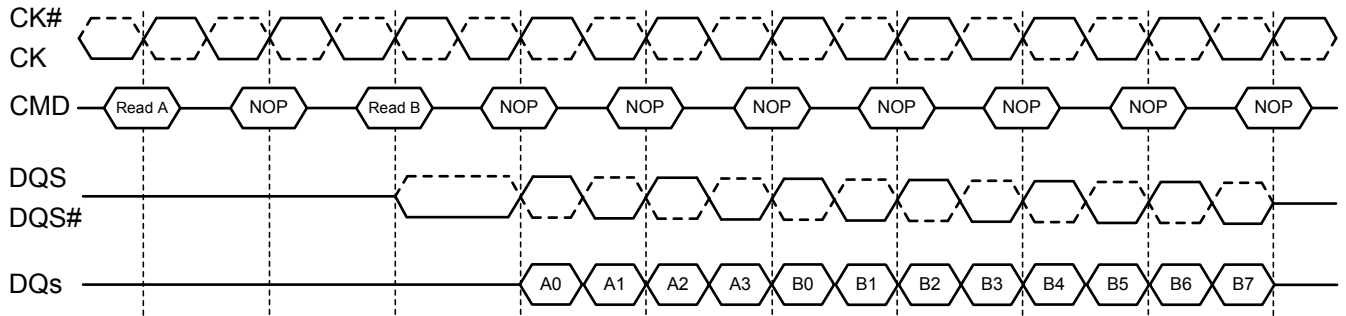 CK#
CK
CMD Read A NOP Read B NOP NOP NOP NOP NOP NOP NOP
DQS
DQS#
DQs A0 A1 A2 A3 B0 B1 B2 B3 B4 B5 B6 B7